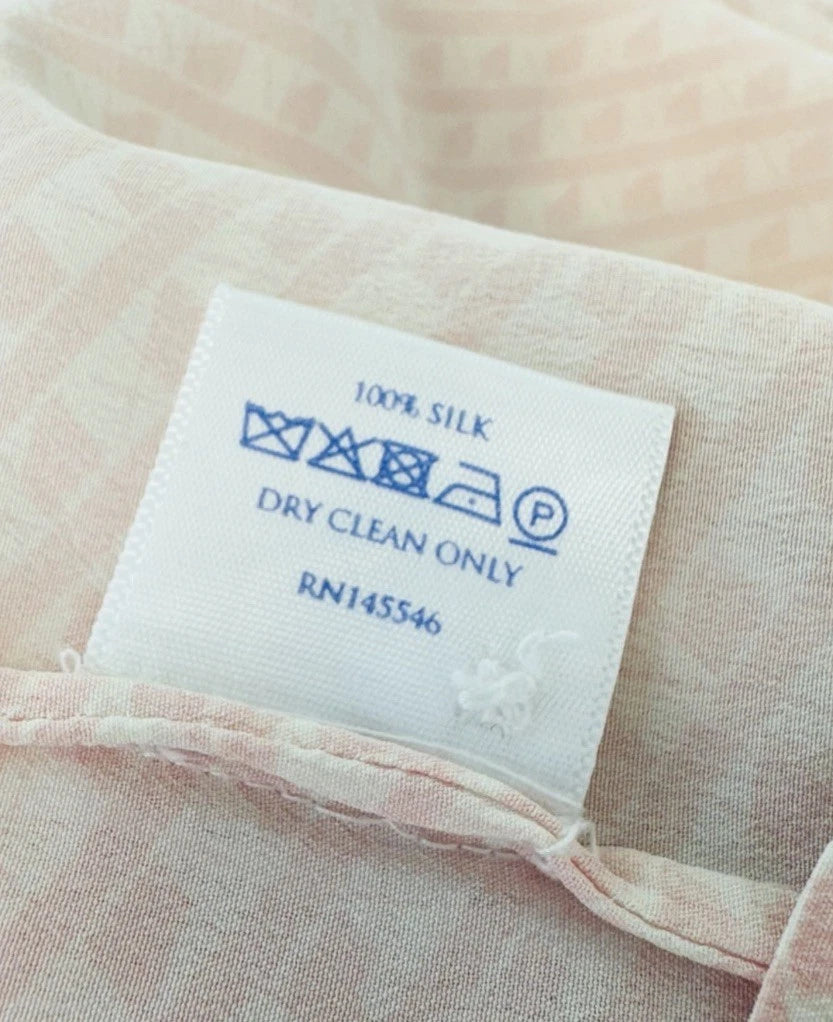 100% SILK
P
DRY CLEAN ONLY
RN145546